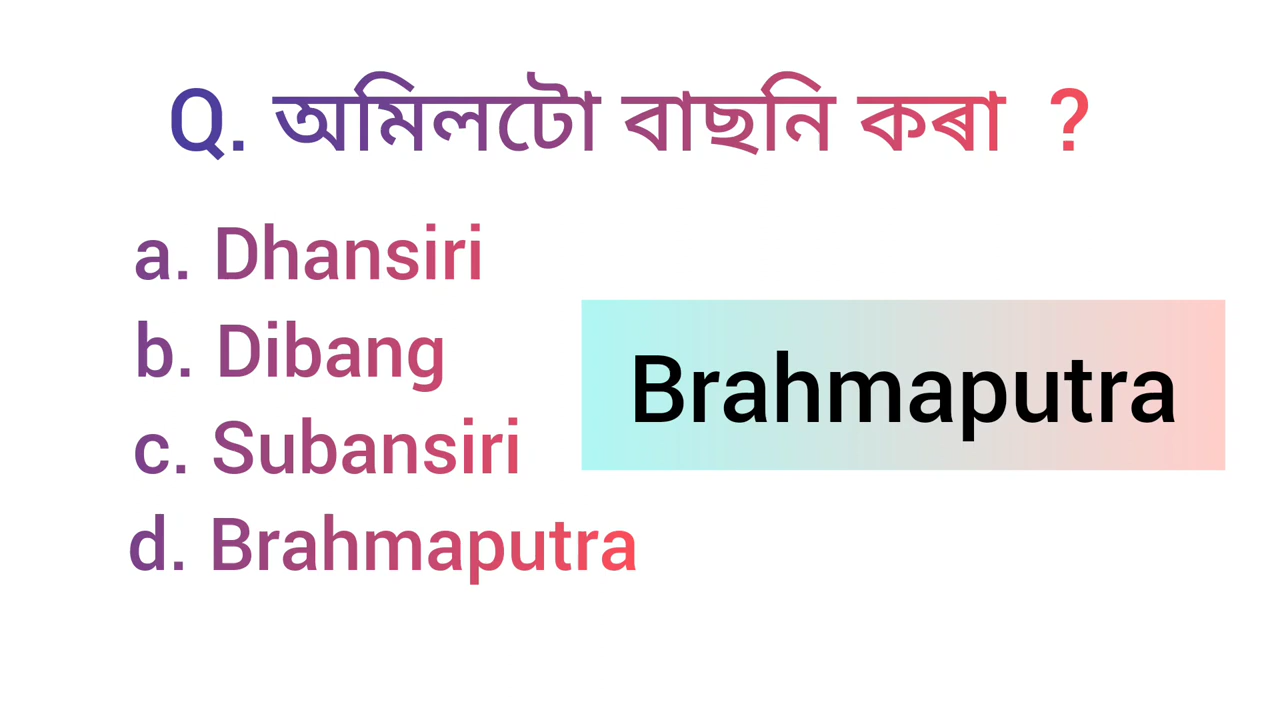 Q. অমিলটো বাছনি কৰা ?
a. Dhansiri
b. Dibang
c. Subansiri
d. Brahmaputra
Brahmaputra